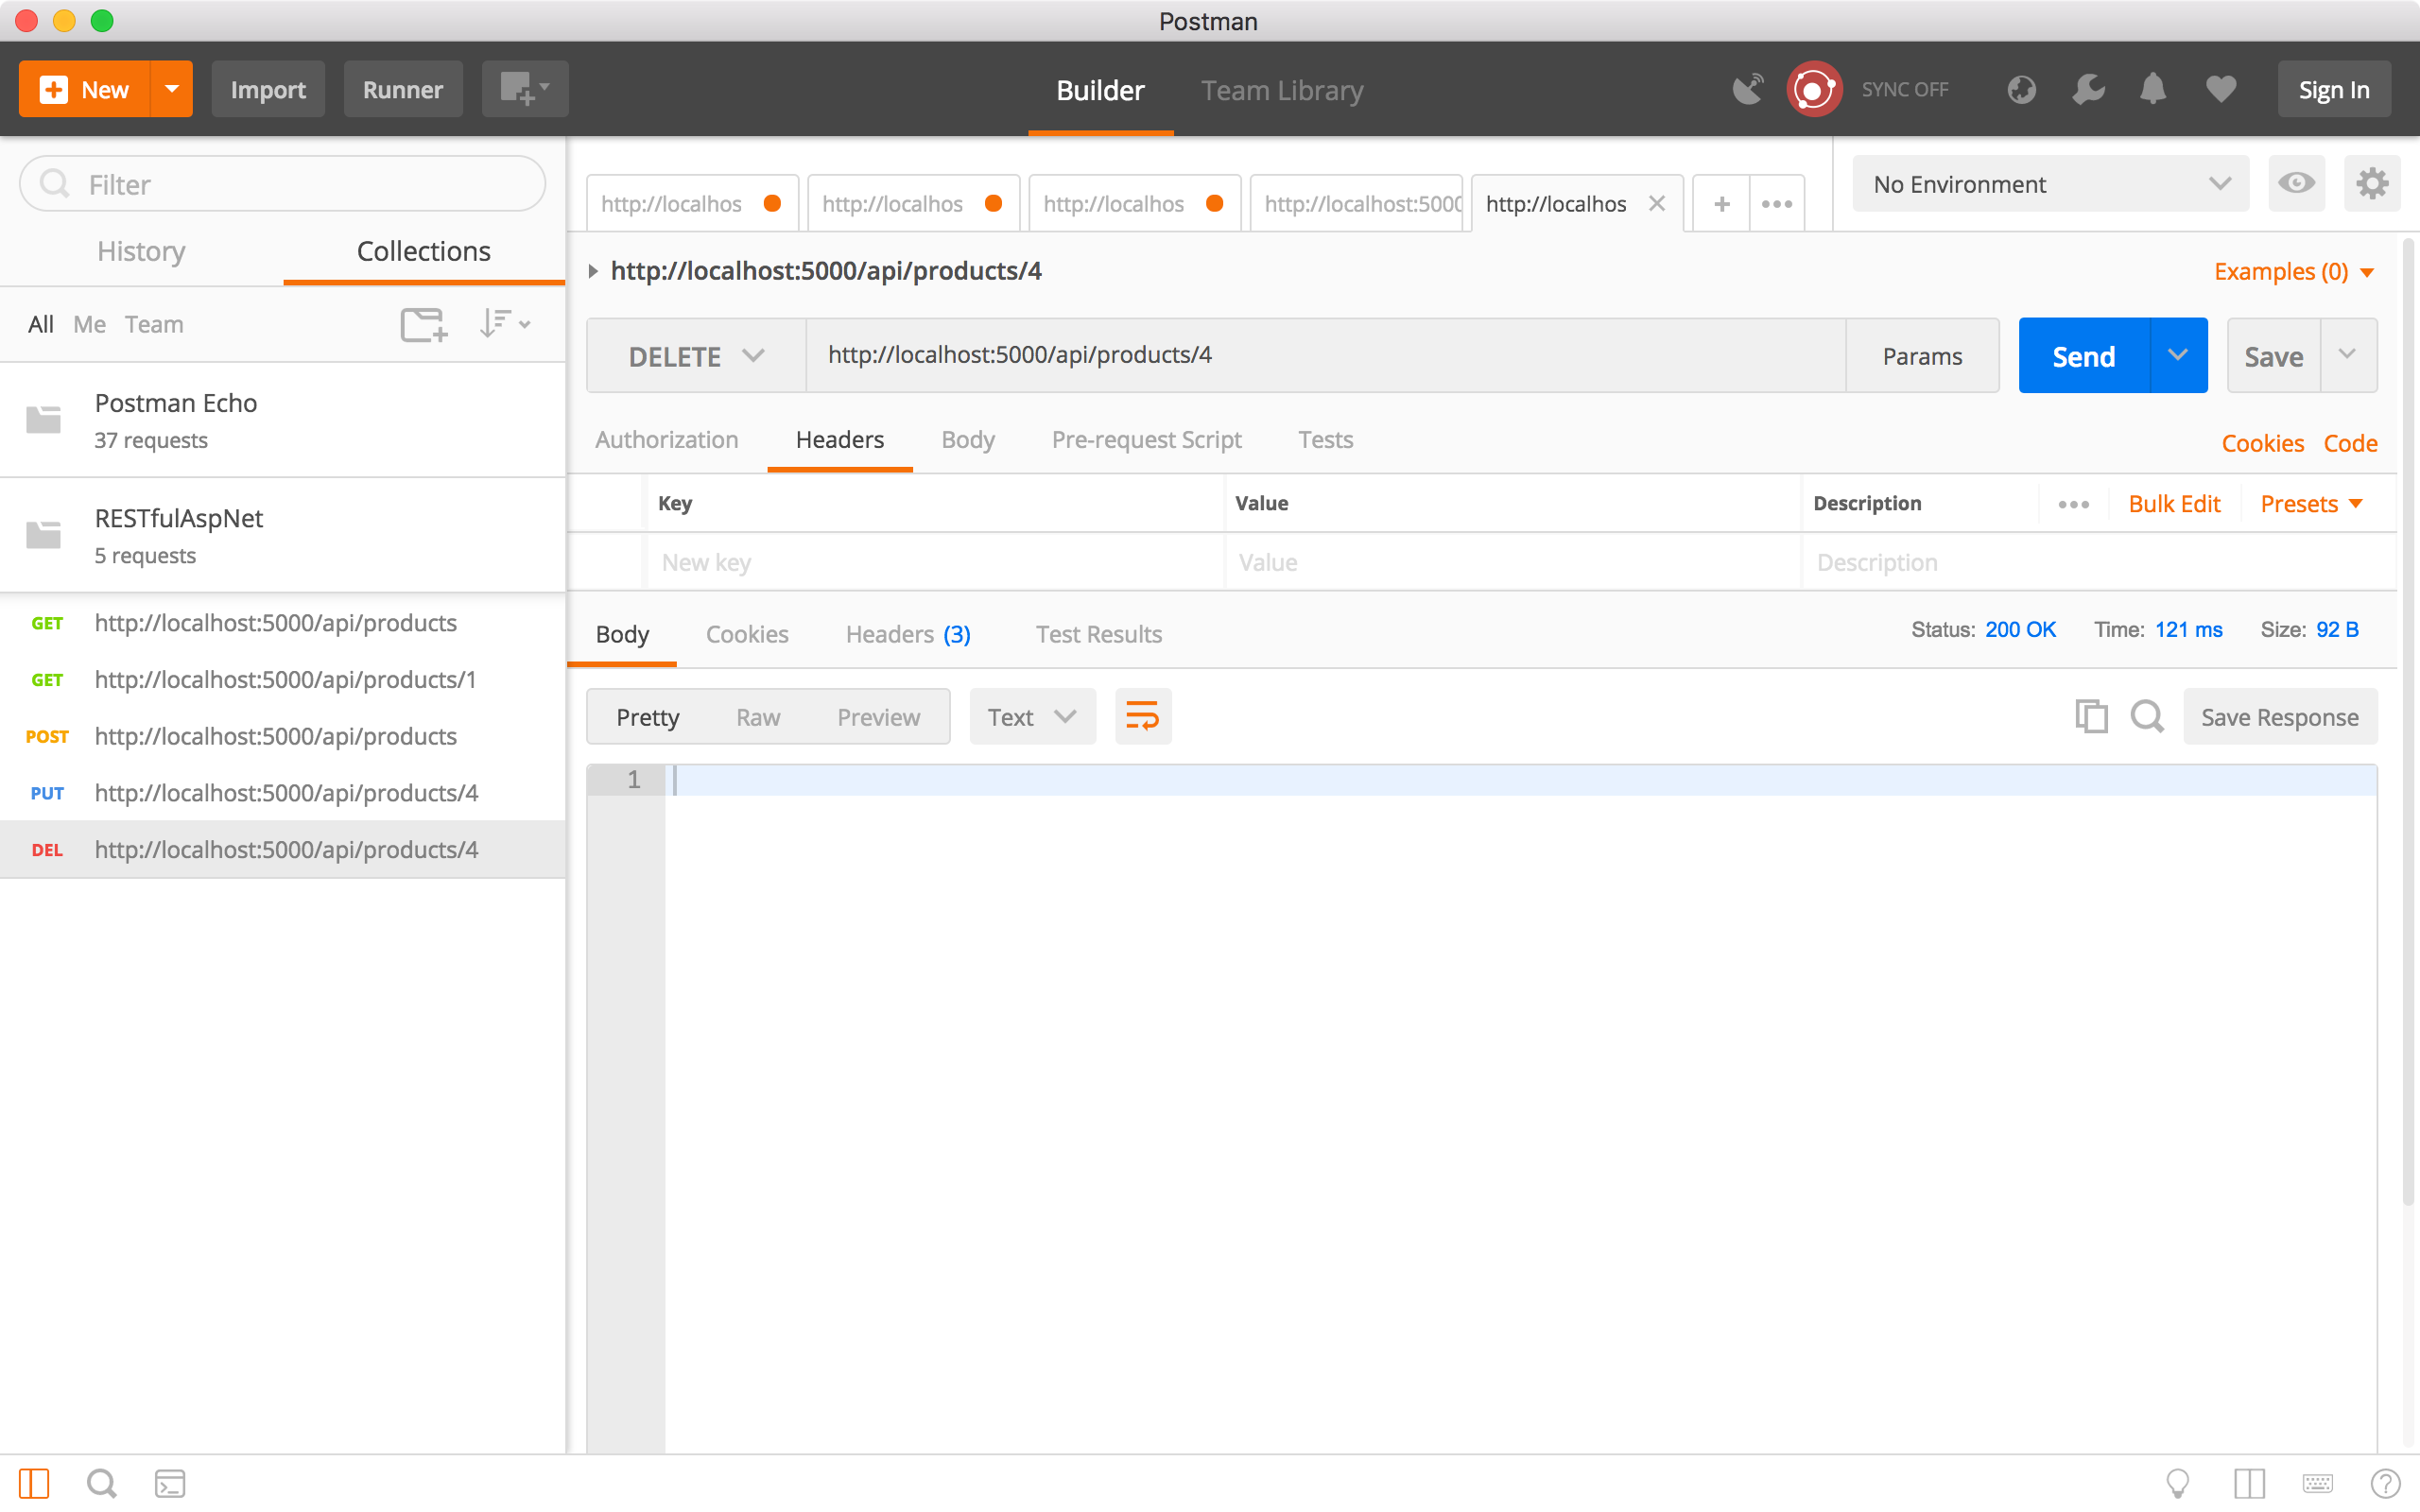 Postman
New
Import
Runner
Builder
Team Library
SYNC OFF
Sign In
Filter
History
Collections
All Me Team
Postman Echo
37 requests
RESTfulAspNet
5 requests
GET http://localhost:5000/api/products
GET http://localhost:5000/api/products/1
POST http://localhost:5000/api/products
PUT http://localhost:5000/api/products/4
DEL http://localhost:5000/api/products/4
http://localhos
http://localhos
http://localhos
http://localhost:5000
http://localhos
No Environment
http://localhost:5000/api/products/4
Examples (0)
DELETE
http://localhost:5000/api/products/4
Params
Send
Save
Authorization
Headers
Body
Pre-request Script
Tests
Cookies
Code
Key
Value
Description
Bulk Edit
Presets
New key
Value
Description
Body
Cookies
Headers (3)
Test Results
Status: 200 OK
Time: 121 ms
Size: 92 B
Pretty
Raw
Preview
Text
Save Response
1